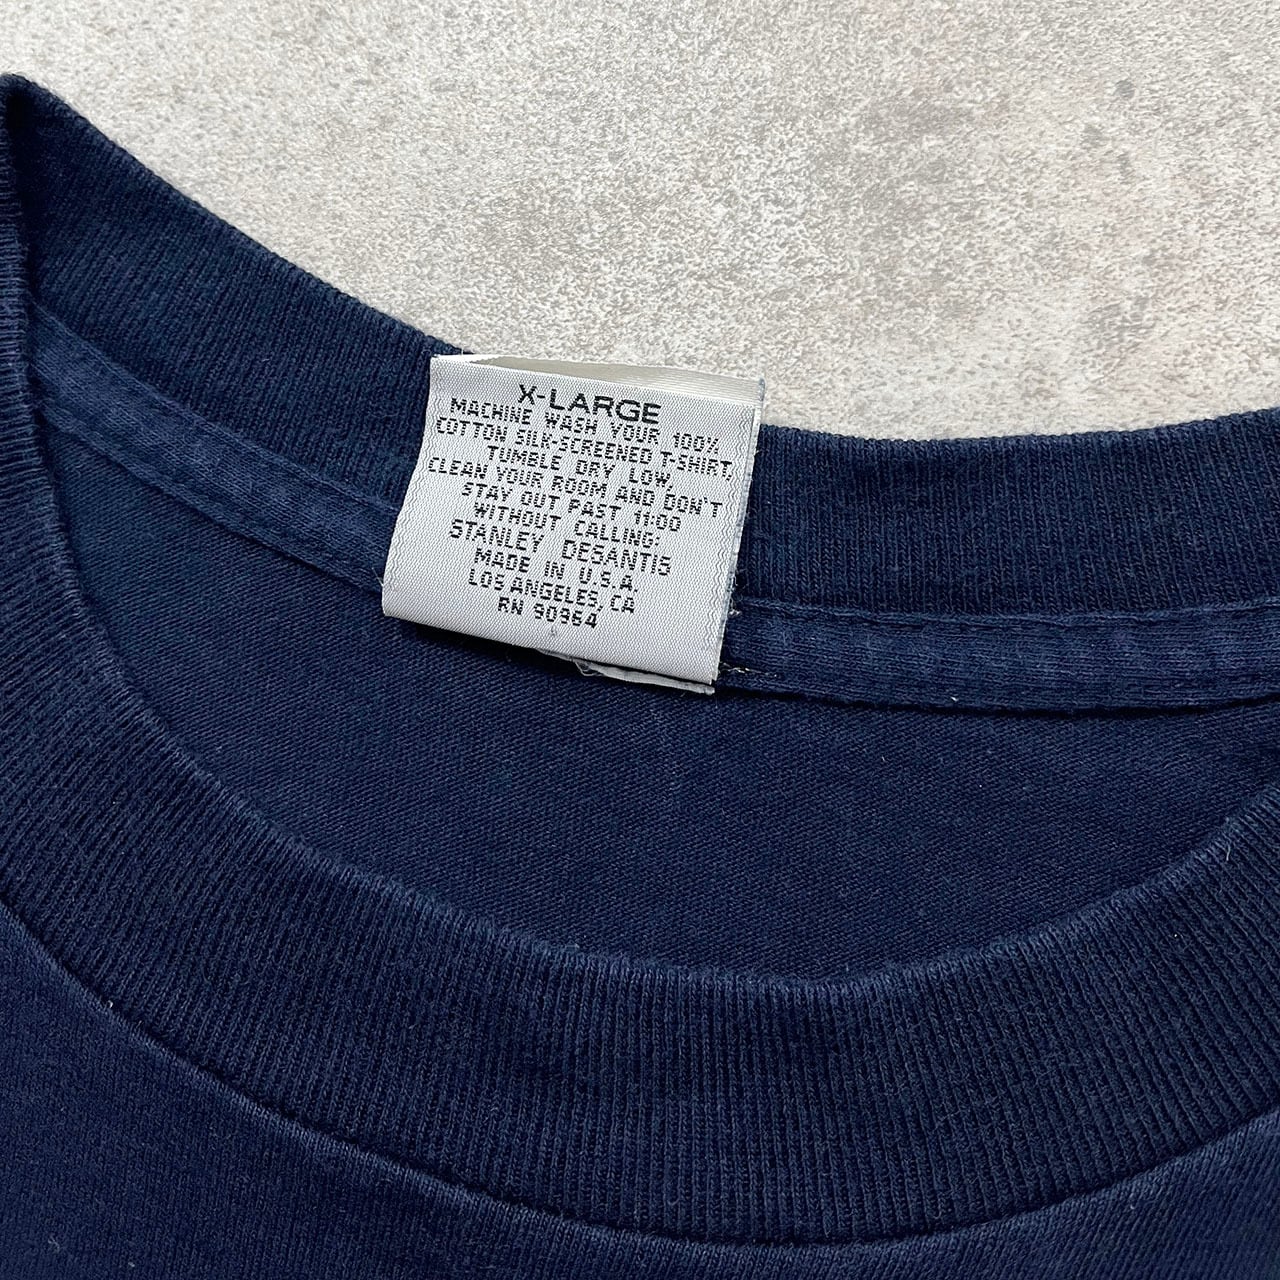 X-LARGE
MACHINE WASH YOUR 100%
COTTON SILK-SCREENED T-SHIRT,
TUMBLE DRY LOW,
CLEAN YOUR ROOM AND DON'T
STAY OUT PAST 11:00
WITHOUT CALLING:
STANLEY DESANTIS
MADE IN U.S.A.
LOS ANGELES, CA
RN 90964